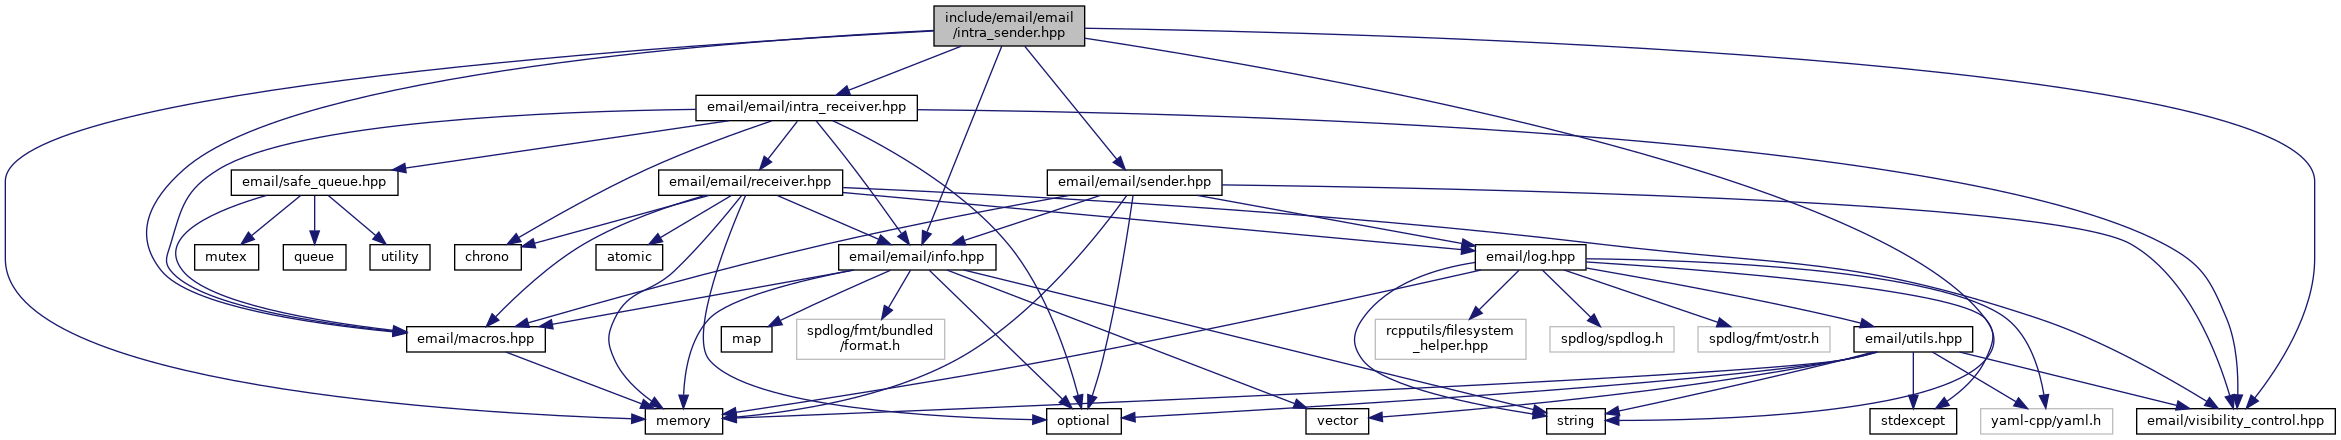 include/email/email
/intra_sender.hpp
email/email/intra_receiver.hpp
email/safe_queue.hpp
email/email/receiver.hpp
email/email/sender.hpp
mutex
queue
utility
chrono
atomic
email/email/info.hpp
email/log.hpp
email/macros.hpp
map
spdlog/fmt/bundled
/format.h
rcpputils/filesystem
_helper.hpp
spdlog/spdlog.h
spdlog/fmt/ostr.h
email/utils.hpp
memory
optional
vector
string
stdexcept
yaml-cpp/yaml.h
email/visibility_control.hpp